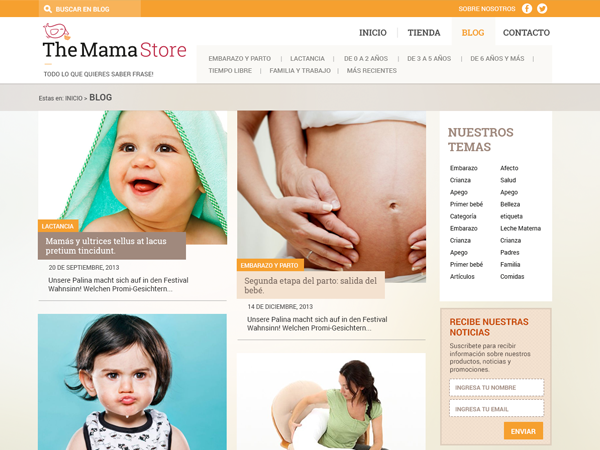 BUSCAR EN BLOG
SOBRE NOSOTROS
The Mama Store
TODO LO QUE QUIERES SABER FRASE!
INICIO
TIENDA
BLOG
CONTACTO
EMBARAZO Y PARTO | LACTANCIA | DE 0 A 2 AÑOS | DE 3 A 5 AÑOS | DE 6 AÑOS Y MÁS |
TIEMPO LIBRE | FAMILIA Y TRABAJO | MÁS RECIENTES
Estas en: INICIO > BLOG
LACTANCIA
Mamás y ultrices tellus at lacus
pretium tincidunt.
20 DE SEPTIEMBRE, 2013
Unsere Palina macht sich auf in den Festival
Wahnsinn! Welchen Promi-Gesichtern...
EMBARAZO Y PARTO
Segunda etapa del parto: salida del
bebé.
14 DE DICIEMBRE, 2013
Unsere Palina macht sich auf in den Festival
Wahnsinn! Welchen Promi-Gesichtern...
NUESTROS
TEMAS
Embarazo Afecto
Crianza Salud
Apego Apego
Primer bebé Belleza
Categoría etiqueta
Embarazo Leche Materna
Crianza Crianza
Apego Padres
Primer bebé Familia
Artículos Comidas
RECIBE NUESTRAS
NOTICIAS
Suscríbete para recibir
información sobre nuestros
productos, noticias y
promociones.
INGRESA TU NOMBRE
INGRESA TU EMAIL
ENVIAR